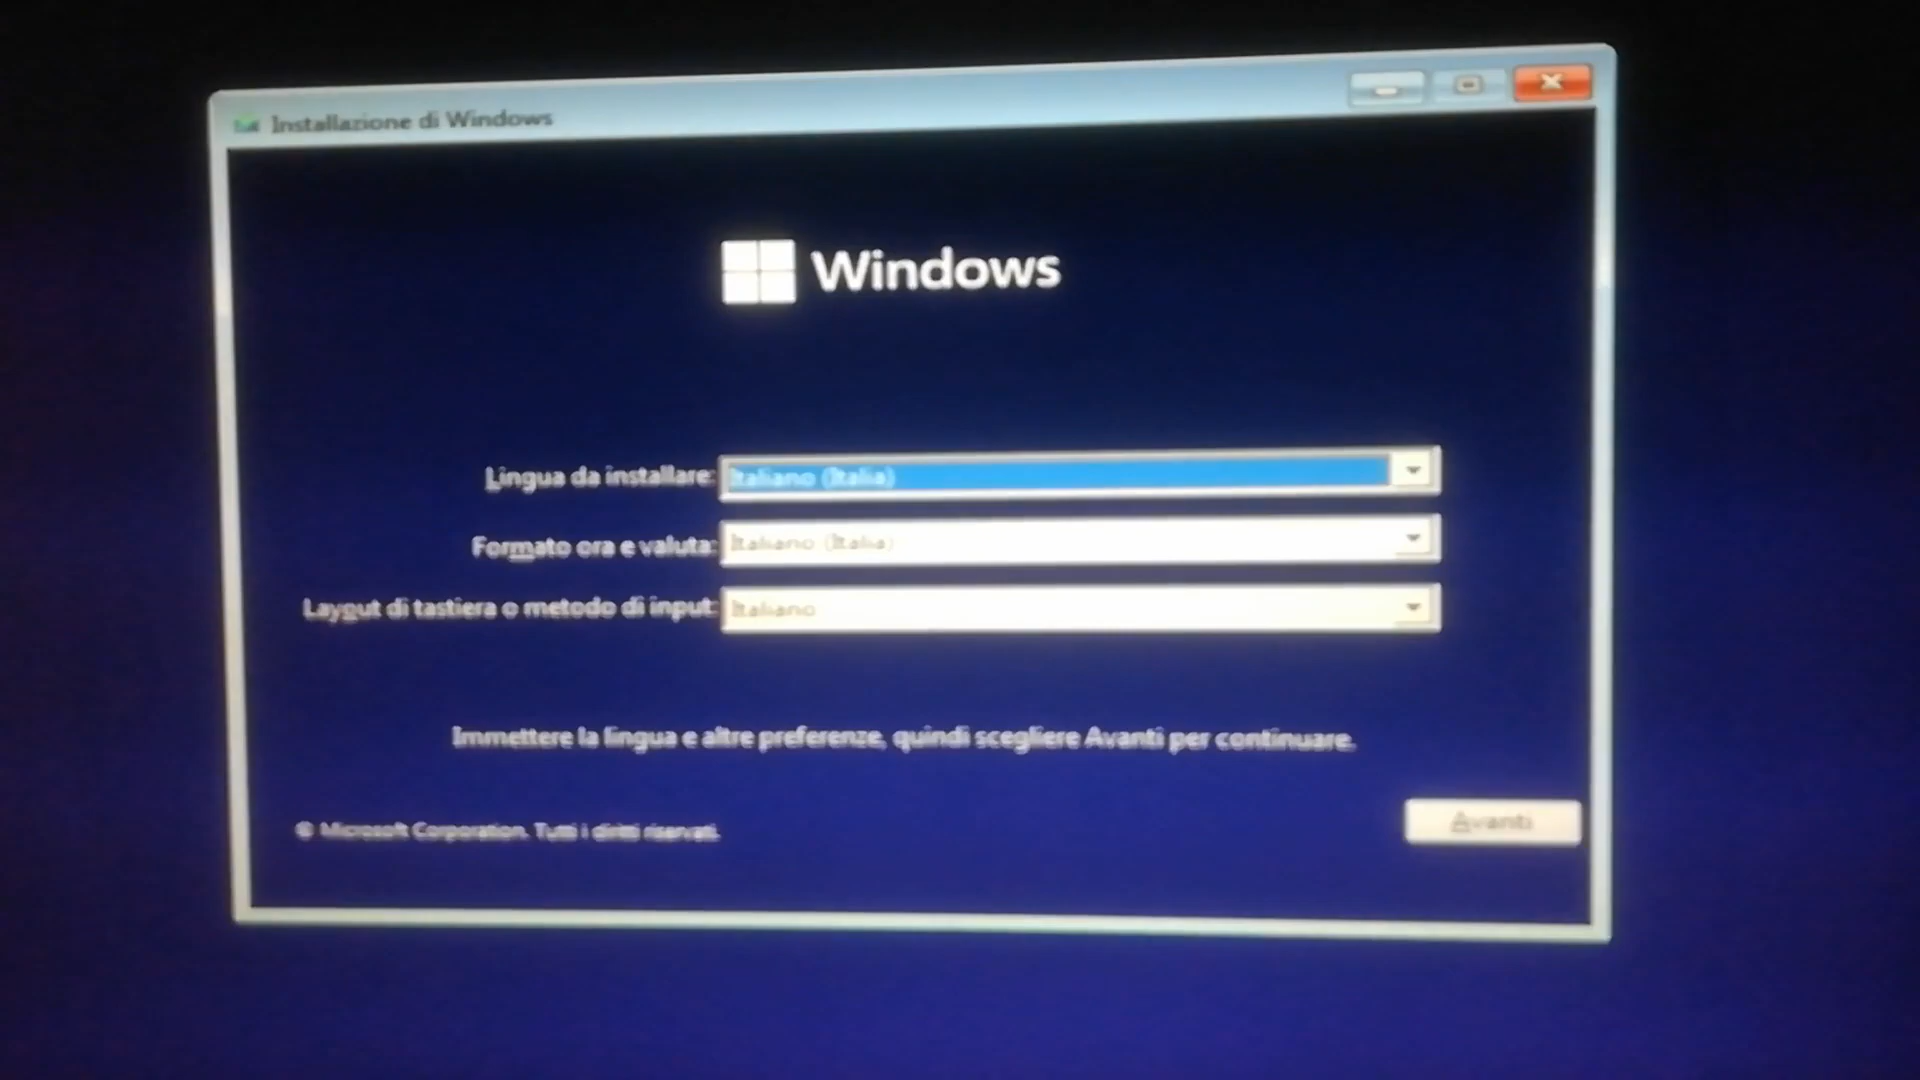 Installazione di Windows
Windows
Lingua da installare: Italiano (Italia)
Formato ora e valuta: Italiano (Italia)
Layout di tastiera o metodo di input: Italiano
Immettere la lingua e altre preferenze, quindi scegliere Avanti per continuare.
© Microsoft Corporation. Tutti i diritti riservati.
Avanti